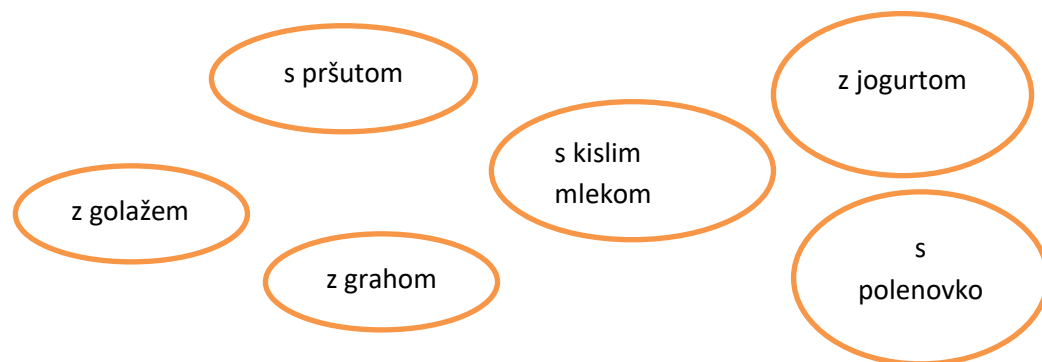 s pršutom
z jogurtom
s kislim
mlekom
z golažem
z grahom
s
polenovko